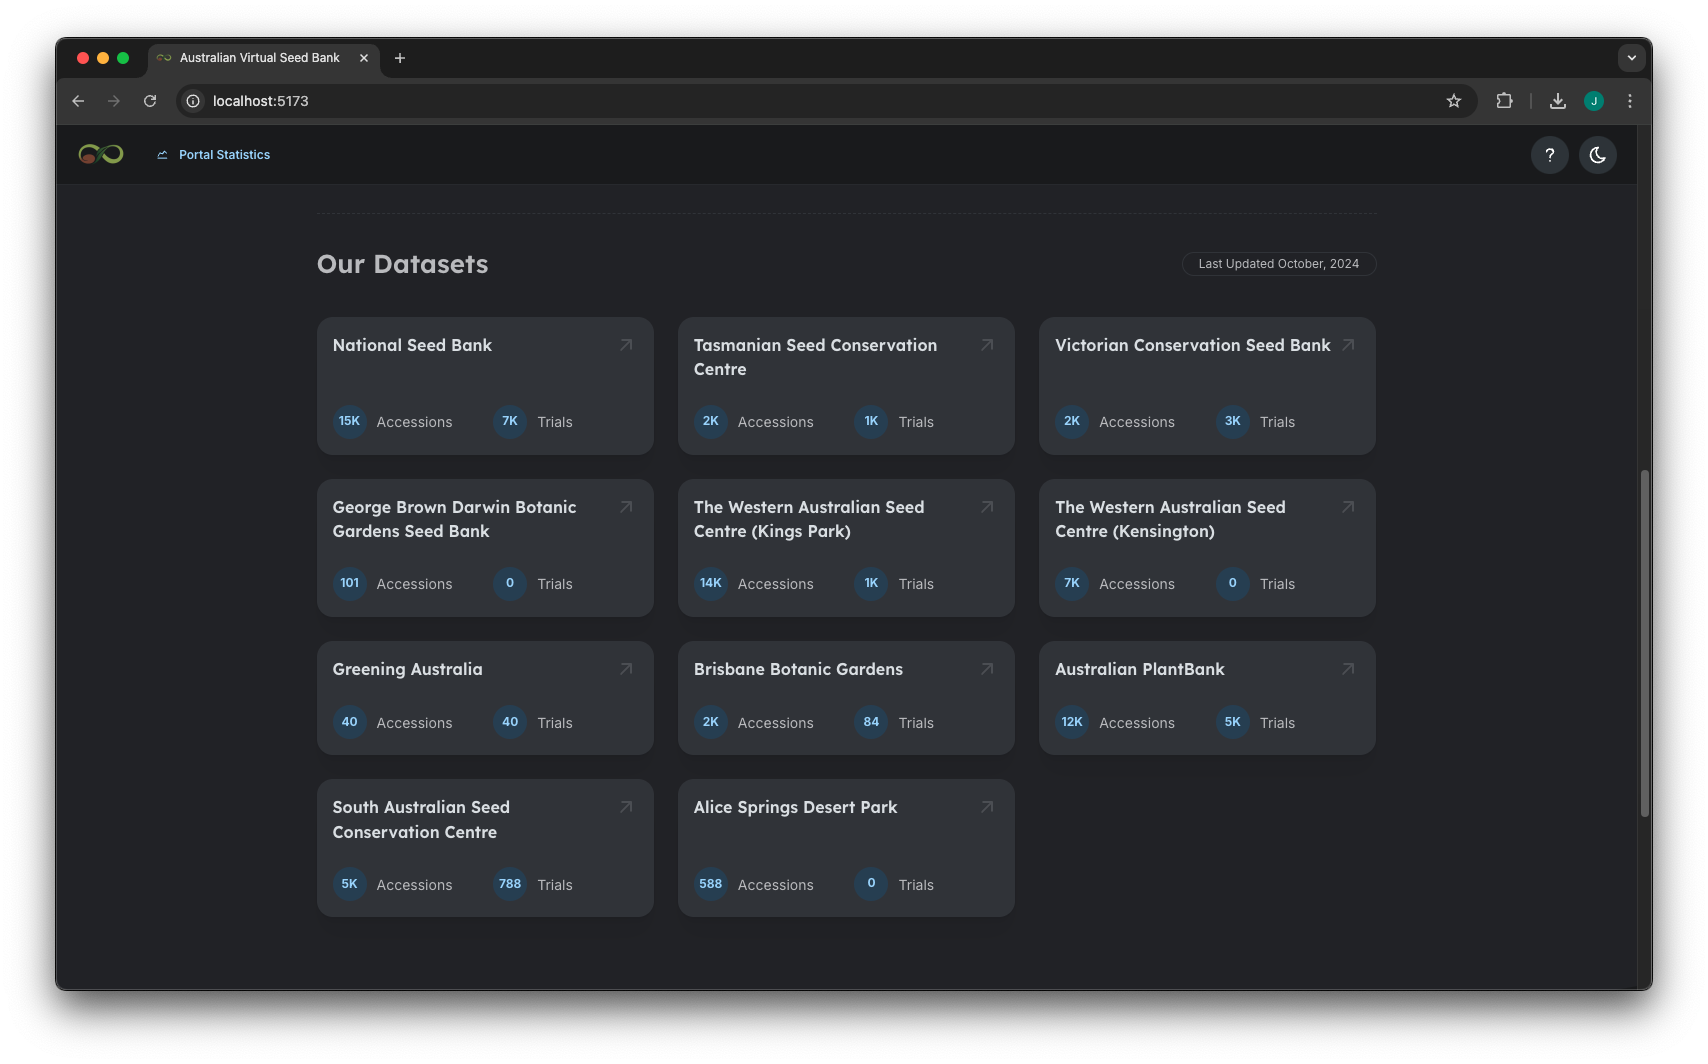 Australian Virtual Seed Bank
localhost:5173
J
Portal Statistics
?
Our Datasets
Last Updated October, 2024
National Seed Bank
15K Accessions 7K Trials
Tasmanian Seed Conservation
Centre
2K Accessions 1K Trials
Victorian Conservation Seed Bank
2K Accessions 3K Trials
George Brown Darwin Botanic
Gardens Seed Bank
101 Accessions 0 Trials
The Western Australian Seed
Centre (Kings Park)
14K Accessions 1K Trials
The Western Australian Seed
Centre (Kensington)
7K Accessions 0 Trials
Greening Australia
40 Accessions 40 Trials
Brisbane Botanic Gardens
2K Accessions 84 Trials
Australian PlantBank
12K Accessions 5K Trials
South Australian Seed
Conservation Centre
5K Accessions 788 Trials
Alice Springs Desert Park
588 Accessions 0 Trials